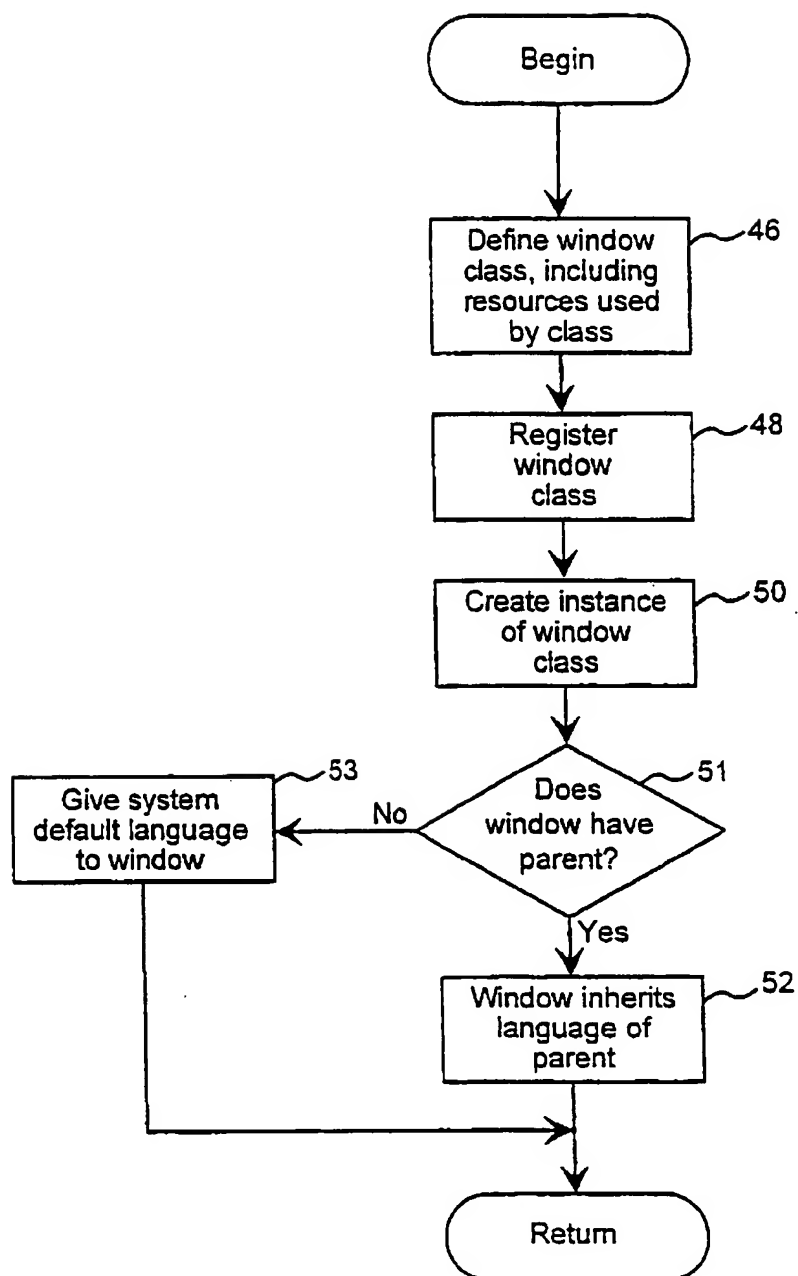 Begin
46
Define window
class, including
resources used
by class
48
Register
window
class
50
Create instance
of window
class
51
Does
window have
parent?
No
53
Give system
default language
to window
Yes
52
Window inherits
language of
parent
Return